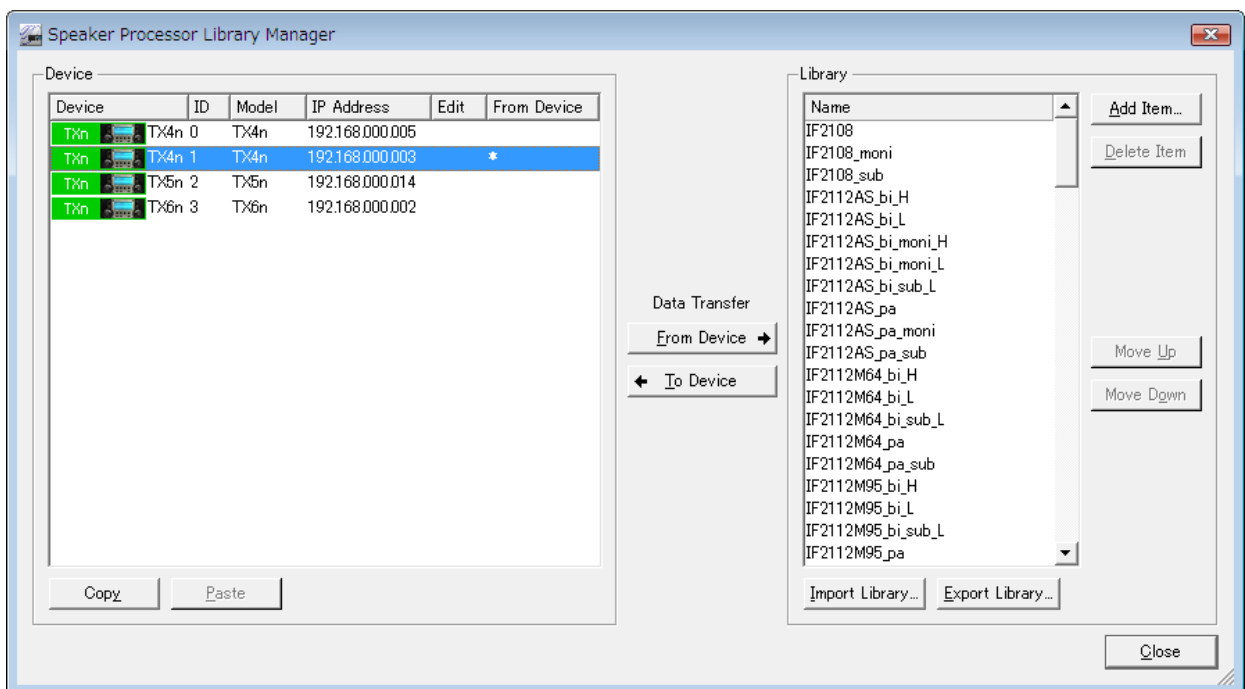 Speaker Processor Library Manager
Device
Device ID Model IP Address Edit From Device
TXn TX4n 0 TX4n 192.168.000.005
TXn TX4n 1 TX4n 192.168.000.003 *
TXn TX5n 2 TX5n 192.168.000.014
TXn TX6n 3 TX6n 192.168.000.002
Copy
Paste
Data Transfer
From Device
To Device
Library
Name
IF2108
IF2108_moni
IF2108_sub
IF2112AS_bi_H
IF2112AS_bi_L
IF2112AS_bi_moni_H
IF2112AS_bi_moni_L
IF2112AS_bi_sub_L
IF2112AS_pa
IF2112AS_pa_moni
IF2112AS_pa_sub
IF2112M64_bi_H
IF2112M64_bi_L
IF2112M64_bi_sub_L
IF2112M64_pa
IF2112M64_pa_sub
IF2112M95_bi_H
IF2112M95_bi_L
IF2112M95_bi_sub_L
IF2112M95_pa
Import Library...
Export Library...
Add Item...
Delete Item
Move Up
Move Down
Close